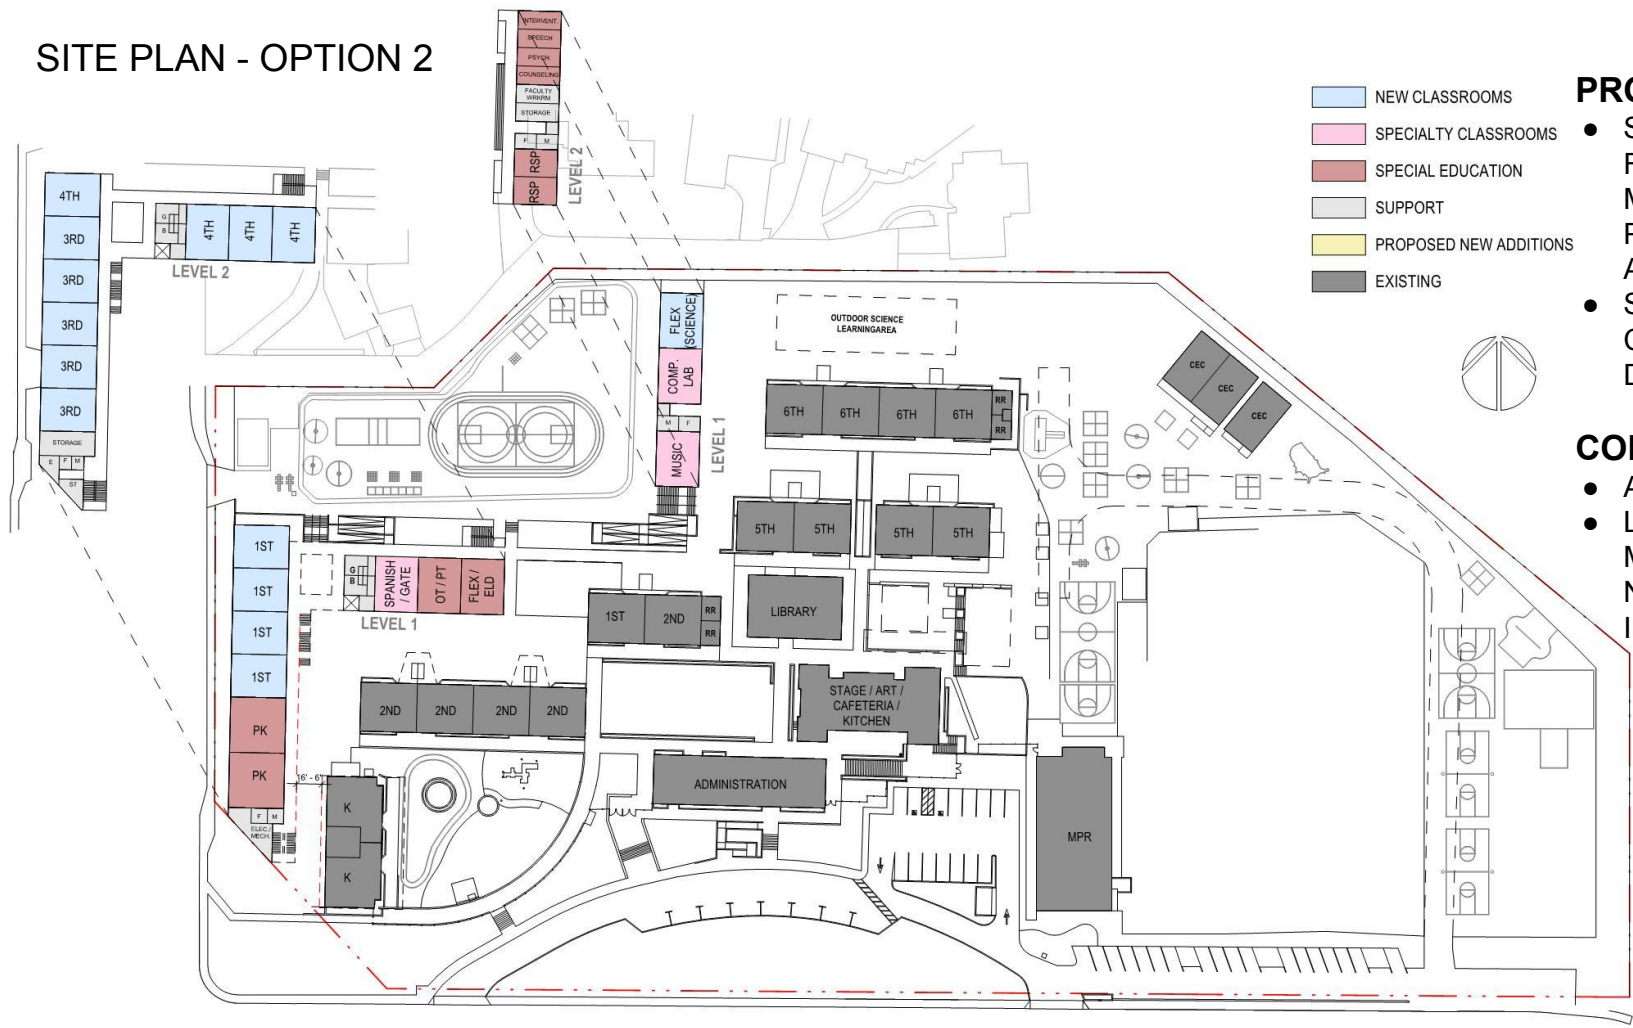 SITE PLAN - OPTION 2
INTERVENT.
SPEECH
PSYCH.
COUNSELING
FACULTY
WRKRM
STORAGE
F M
RSP RSP
LEVEL 2
NEW CLASSROOMS
SPECIALTY CLASSROOMS
SPECIAL EDUCATION
SUPPORT
PROPOSED NEW ADDITIONS
EXISTING
PRO
● S
F
M
F
A
● S
C
D
COI
● A
● L
M
N
I
4TH
3RD
3RD
3RD
3RD
3RD
STORAGE
E F M
ST
G
B
4TH 4TH 4TH
LEVEL 2
FLEX
(SCIENCE)
COMP.
LAB
M F
MUSIC
LEVEL 1
OUTDOOR SCIENCE
LEARNINGAREA
CEC
CEC
CEC
6TH 6TH 6TH 6TH
RR
RR
5TH 5TH 5TH 5TH
1ST
1ST
1ST
1ST
PK
PK
F M
ELEC./
MECH.
G
B
SPANISH
/ GATE
OT / PT
FLEX /
ELD
LEVEL 1
1ST 2ND
RR
RR
LIBRARY
2ND 2ND 2ND 2ND
STAGE / ART /
CAFETERIA /
KITCHEN
16' - 6"
K
K
ADMINISTRATION
MPR